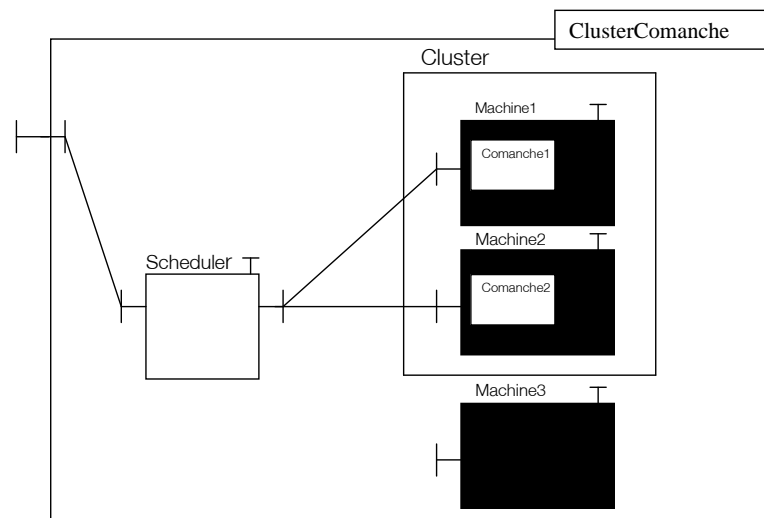 ClusterComanche
Cluster
Machine1
Comanche1
Scheduler
Machine2
Comanche2
Machine3